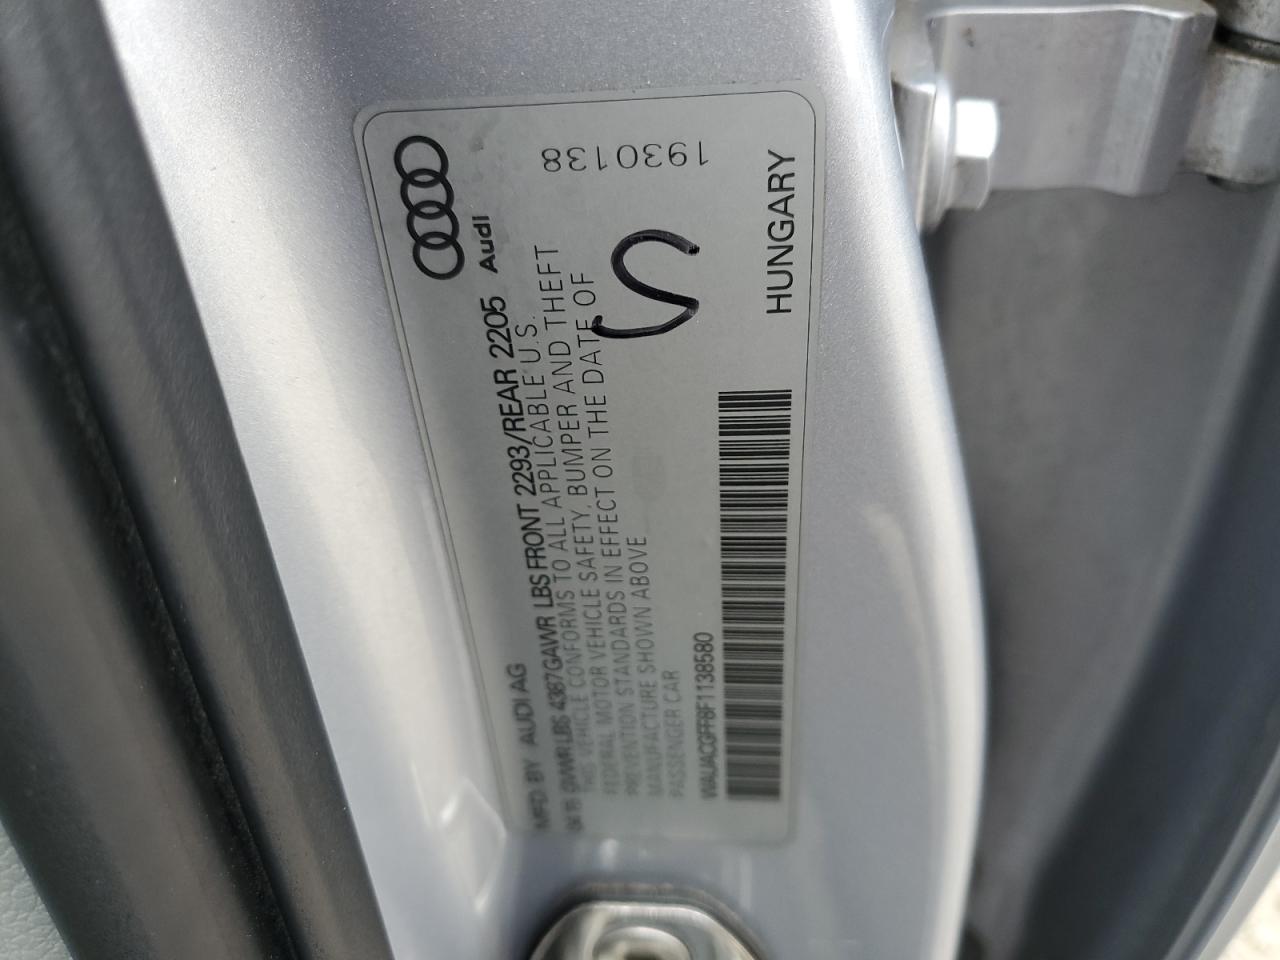 Audi
MFD BY AUDI AG
04/15 GVWR LBS 4387 GAWR LBS FRONT 2293/REAR 2205
THIS VEHICLE CONFORMS TO ALL APPLICABLE U.S.
FEDERAL MOTOR VEHICLE SAFETY, BUMPER AND THEFT
PREVENTION STANDARDS IN EFFECT ON THE DATE OF
MANUFACTURE SHOWN ABOVE
PASSENGER CAR
WAUACGFF8F1138580
HUNGARY
1930138
S